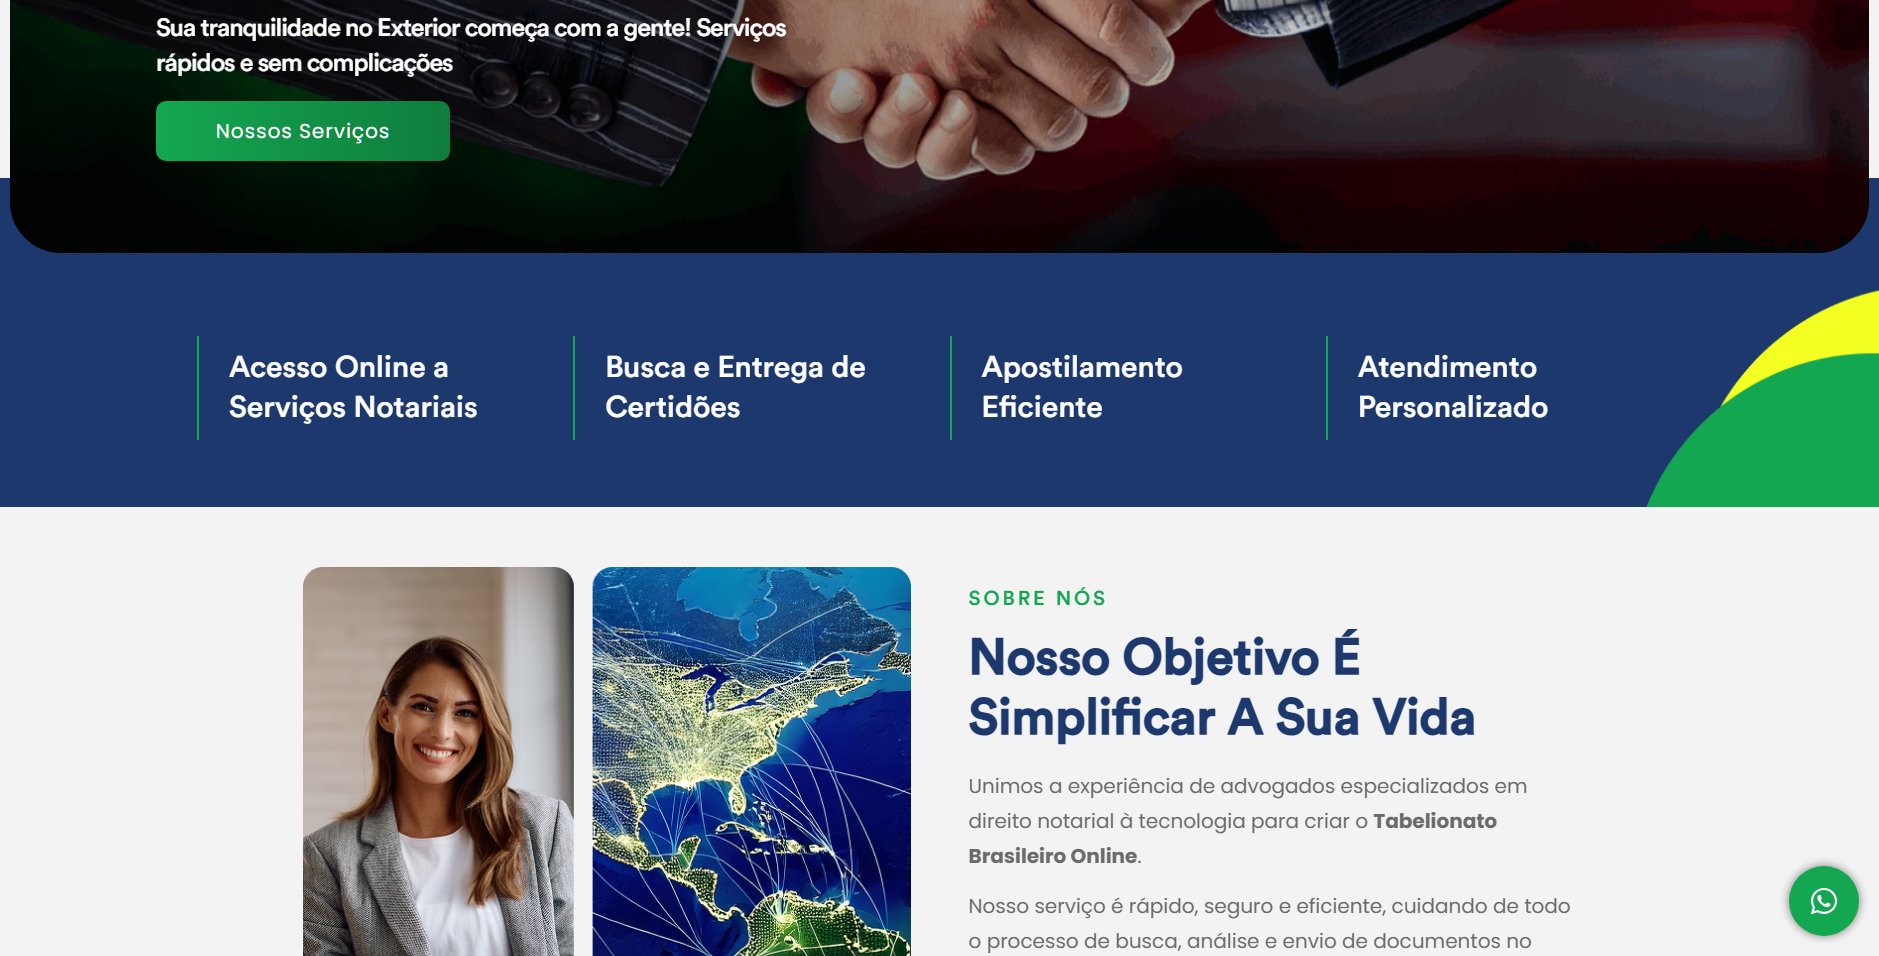 Sua tranquilidade no Exterior começa com a gente! Serviços
rápidos e sem complicações
Nossos Serviços
Acesso Online a
Serviços Notariais
Busca e Entrega de
Certidões
Apostilamento
Eficiente
Atendimento
Personalizado
SOBRE NÓS
Nosso Objetivo É
Simplificar A Sua Vida
Unimos a experiência de advogados especializados em
direito notarial à tecnologia para criar o Tabelionato
Brasileiro Online.
Nosso serviço é rápido, seguro e eficiente, cuidando de todo
o processo de busca, análise e envio de documentos no